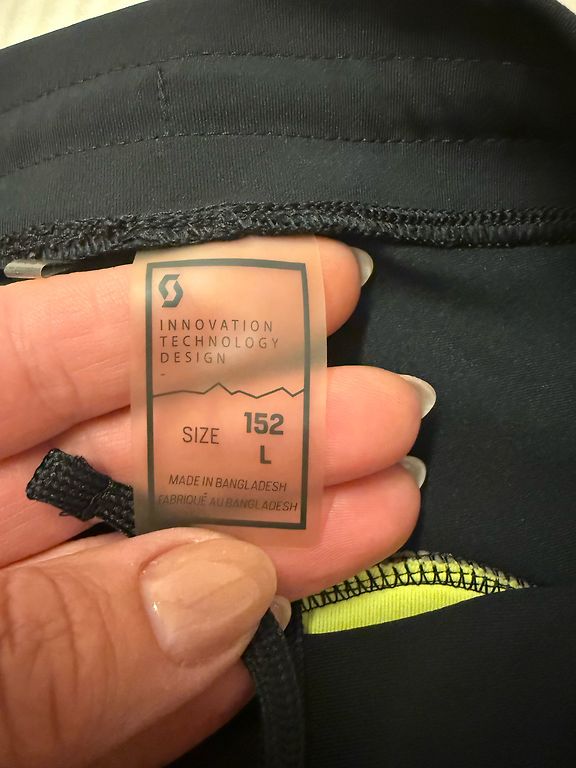 INNOVATION
TECHNOLOGY
DESIGN
-
SIZE 152
L
MADE IN BANGLADESH
FABRIQUÉ AU BANGLADESH